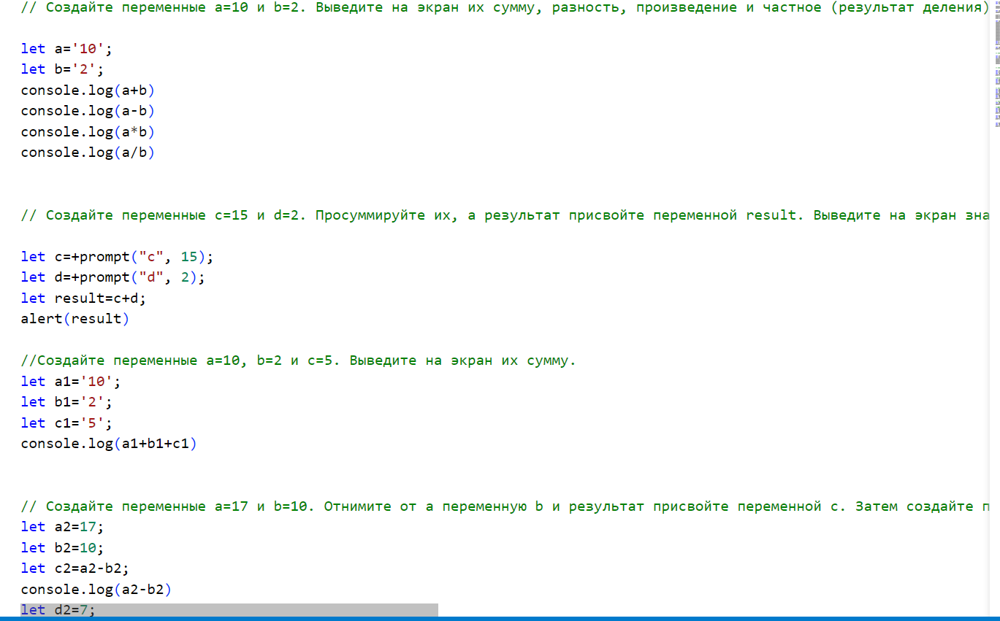 // Создайте переменные a=10 и b=2. Выведите на экран их сумму, разность, произведение и частное (результат деления)
let a='10';
let b='2';
console.log(a+b)
console.log(a-b)
console.log(a*b)
console.log(a/b)
// Создайте переменные c=15 и d=2. Просуммируйте их, а результат присвойте переменной result. Выведите на экран зна
let c=+prompt("c", 15);
let d=+prompt("d", 2);
let result=c+d;
alert(result)
//Создайте переменные a=10, b=2 и c=5. Выведите на экран их сумму.
let a1='10';
let b1='2';
let c1='5';
console.log(a1+b1+c1)
// Создайте переменные a=17 и b=10. Отнимите от a переменную b и результат присвойте переменной c. Затем создайте п
let a2=17;
let b2=10;
let c2=a2-b2;
console.log(a2-b2)
let d2=7;